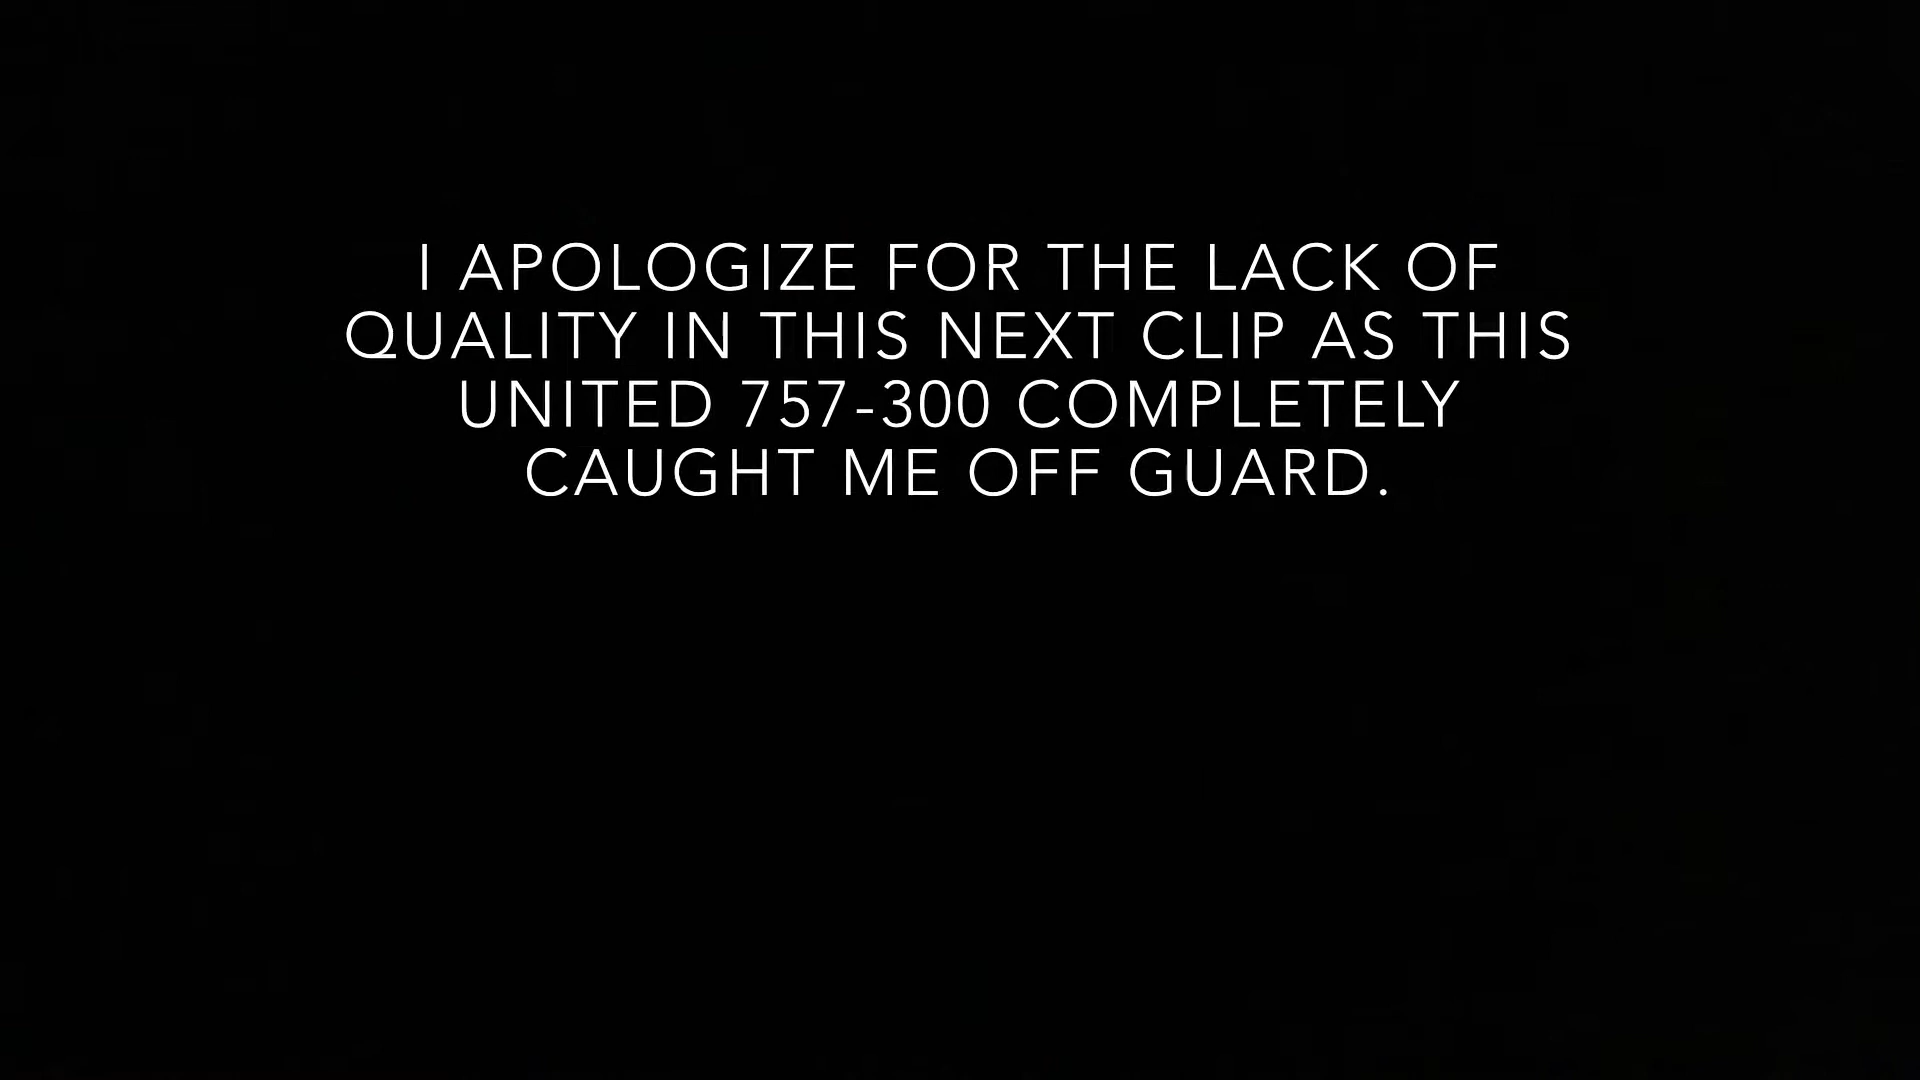 I APOLOGIZE FOR THE LACK OF
QUALITY IN THIS NEXT CLIP AS THIS
UNITED 757-300 COMPLETELY
CAUGHT ME OFF GUARD.